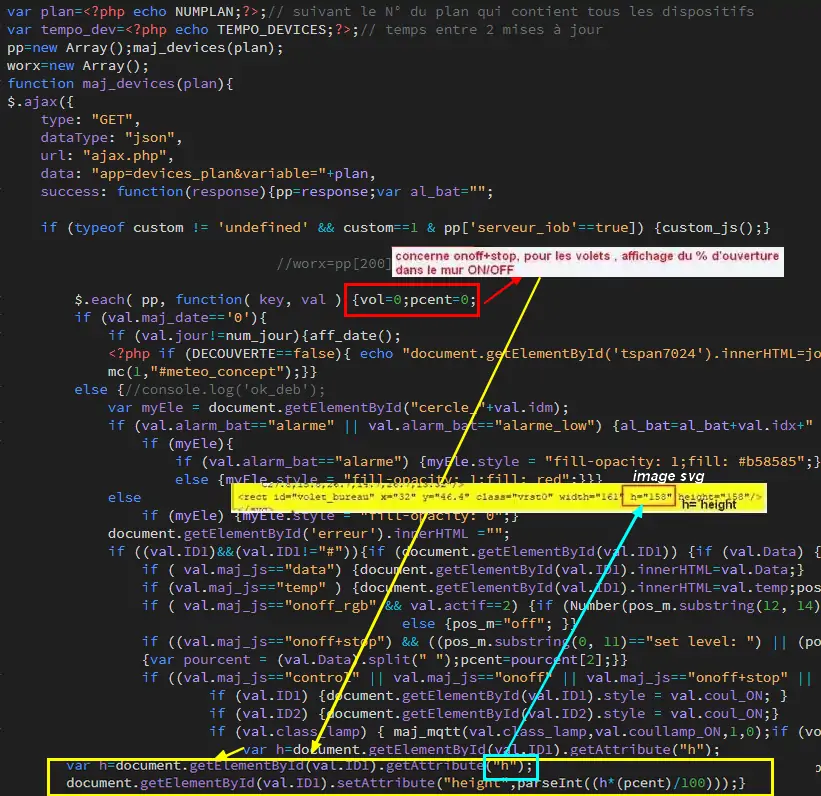 var plan=<?php echo NUMPLAN;?>;// suivant le N° du plan qui contient tous les dispositifs
var tempo_dev=<?php echo TEMPO_DEVICES;?>;// temps entre 2 mises à jour
pp=new Array();maj_devices(plan);
worx=new Array();
function maj_devices(plan){
$.ajax({
type: "GET",
dataType: "json",
url: "ajax.php",
data: "app=devices_plan&variable="+plan,
success: function(response){pp=response;var al_bat="";
if (typeof custom != 'undefined' && custom==1 & pp['serveur_iob'==true]) {custom_js();}
//worx=pp[200]
concerne onoff+stop, pour les volets , affichage du % d'ouverture
dans le mur ON/OFF
$.each( pp, function( key, val ) {vol=0;pcent=0;
if (val.maj_date=='0'){
if (val.jour!=num_jour){aff_date();
<?php if (DECOUVERTE==false){ echo "document.getElementById('tspan7024').innerHTML=jo
mc(1,"#meteo_concept");}}
else {//console.log('ok_deb');
var myEle = document.getElementById("cercle_"+val.idm);
if (val.alarm_bat=="alarme" || val.alarm_bat=="alarme_low") {al_bat=al_bat+val.idx+"
if (myEle){
if (val.alarm_bat=="alarme") {myEle.style = "fill-opacity: 1;fill: #b58585";}
else {myEle.style = "fill-opacity: 1;fill: red";}}}
image svg
<rect id="volet_bureau" x="32" y="46.4" class="vrst0" width="161" h="158" height="158"/>
h= height
else
if (myEle) {myEle.style = "fill-opacity: 0";}
document.getElementById('erreur').innerHTML ="";
if ((val.ID1)&&(val.ID1!="#")){if (document.getElementById(val.ID1)) {if (val.Data) {
if ( val.maj_js=="data") {document.getElementById(val.ID1).innerHTML=val.Data;}
if (val.maj_js=="temp" ) {document.getElementById(val.ID1).innerHTML=val.temp;pos
if ( val.maj_js=="onoff_rgb" && val.actif==2) {if (Number(pos_m.substring(12, 14)
else {pos_m="off"; }}
if ((val.maj_js=="onoff+stop") && ((pos_m.substring(0, 11)=="set level: ") || (po
{var pourcent = (val.Data).split(" ");pcent=pourcent[2];}}
if ((val.maj_js=="control" || val.maj_js=="onoff" || val.maj_js=="onoff+stop" ||
if (val.ID1) {document.getElementById(val.ID1).style = val.coul_ON; }
if (val.ID2) {document.getElementById(val.ID2).style = val.coul_ON;}
if (val.class_lamp) { maj_mqtt(val.class_lamp,val.coullamp_ON,1,0);if (vo
var h=document.getElementById(val.ID1).getAttribute("h");
var h=document.getElementById(val.ID1).getAttribute("h");
document.getElementById(val.ID1).setAttribute("height",parseInt((h*(pcent)/100)));}